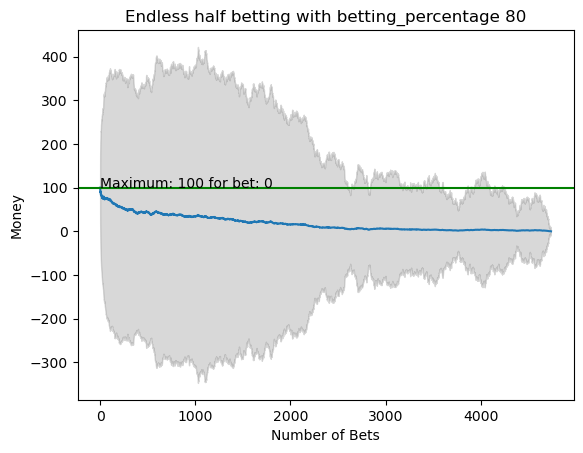 Endless half betting with betting_percentage 80
400
300
200
Maximum: 100 for bet: 0
100
0
−100
−200
−300
Money
0 1000 2000 3000 4000
Number of Bets